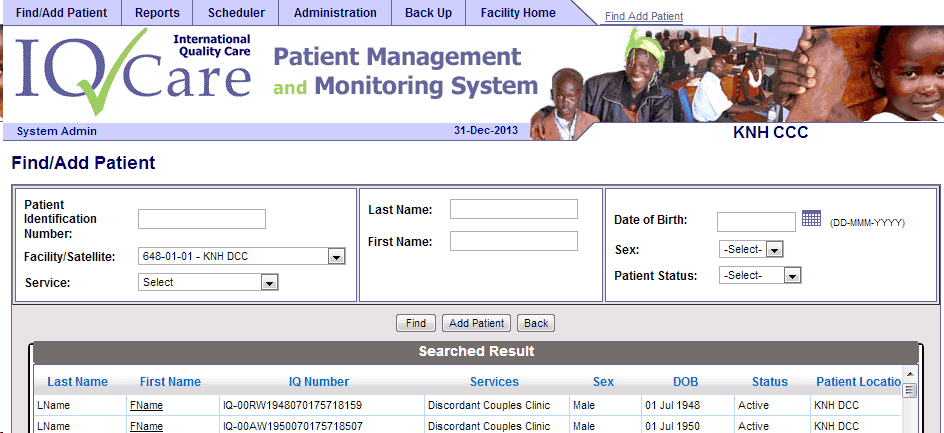 Find/Add Patient Reports Scheduler Administration Back Up Facility Home Find Add Patient
IQCare International
Quality Care
Patient Management
and Monitoring System
System Admin 31-Dec-2013 KNH CCC
Find/Add Patient
Patient
Identification
Number:
Facility/Satellite: 648-01-01 - KNH DCC
Service: Select
Last Name:
First Name:
Date of Birth: (DD-MMM-YYYY)
Sex: -Select-
Patient Status: -Select-
Find Add Patient Back
Searched Result
Last Name First Name IQ Number Services Sex DOB Status Patient Locatio
LName FName IQ-00RW1948070175718159 Discordant Couples Clinic Male 01 Jul 1948 Active KNH DCC
LName FName IQ-00AW1950070175718507 Discordant Couples Clinic Male 01 Jul 1950 Active KNH DCC